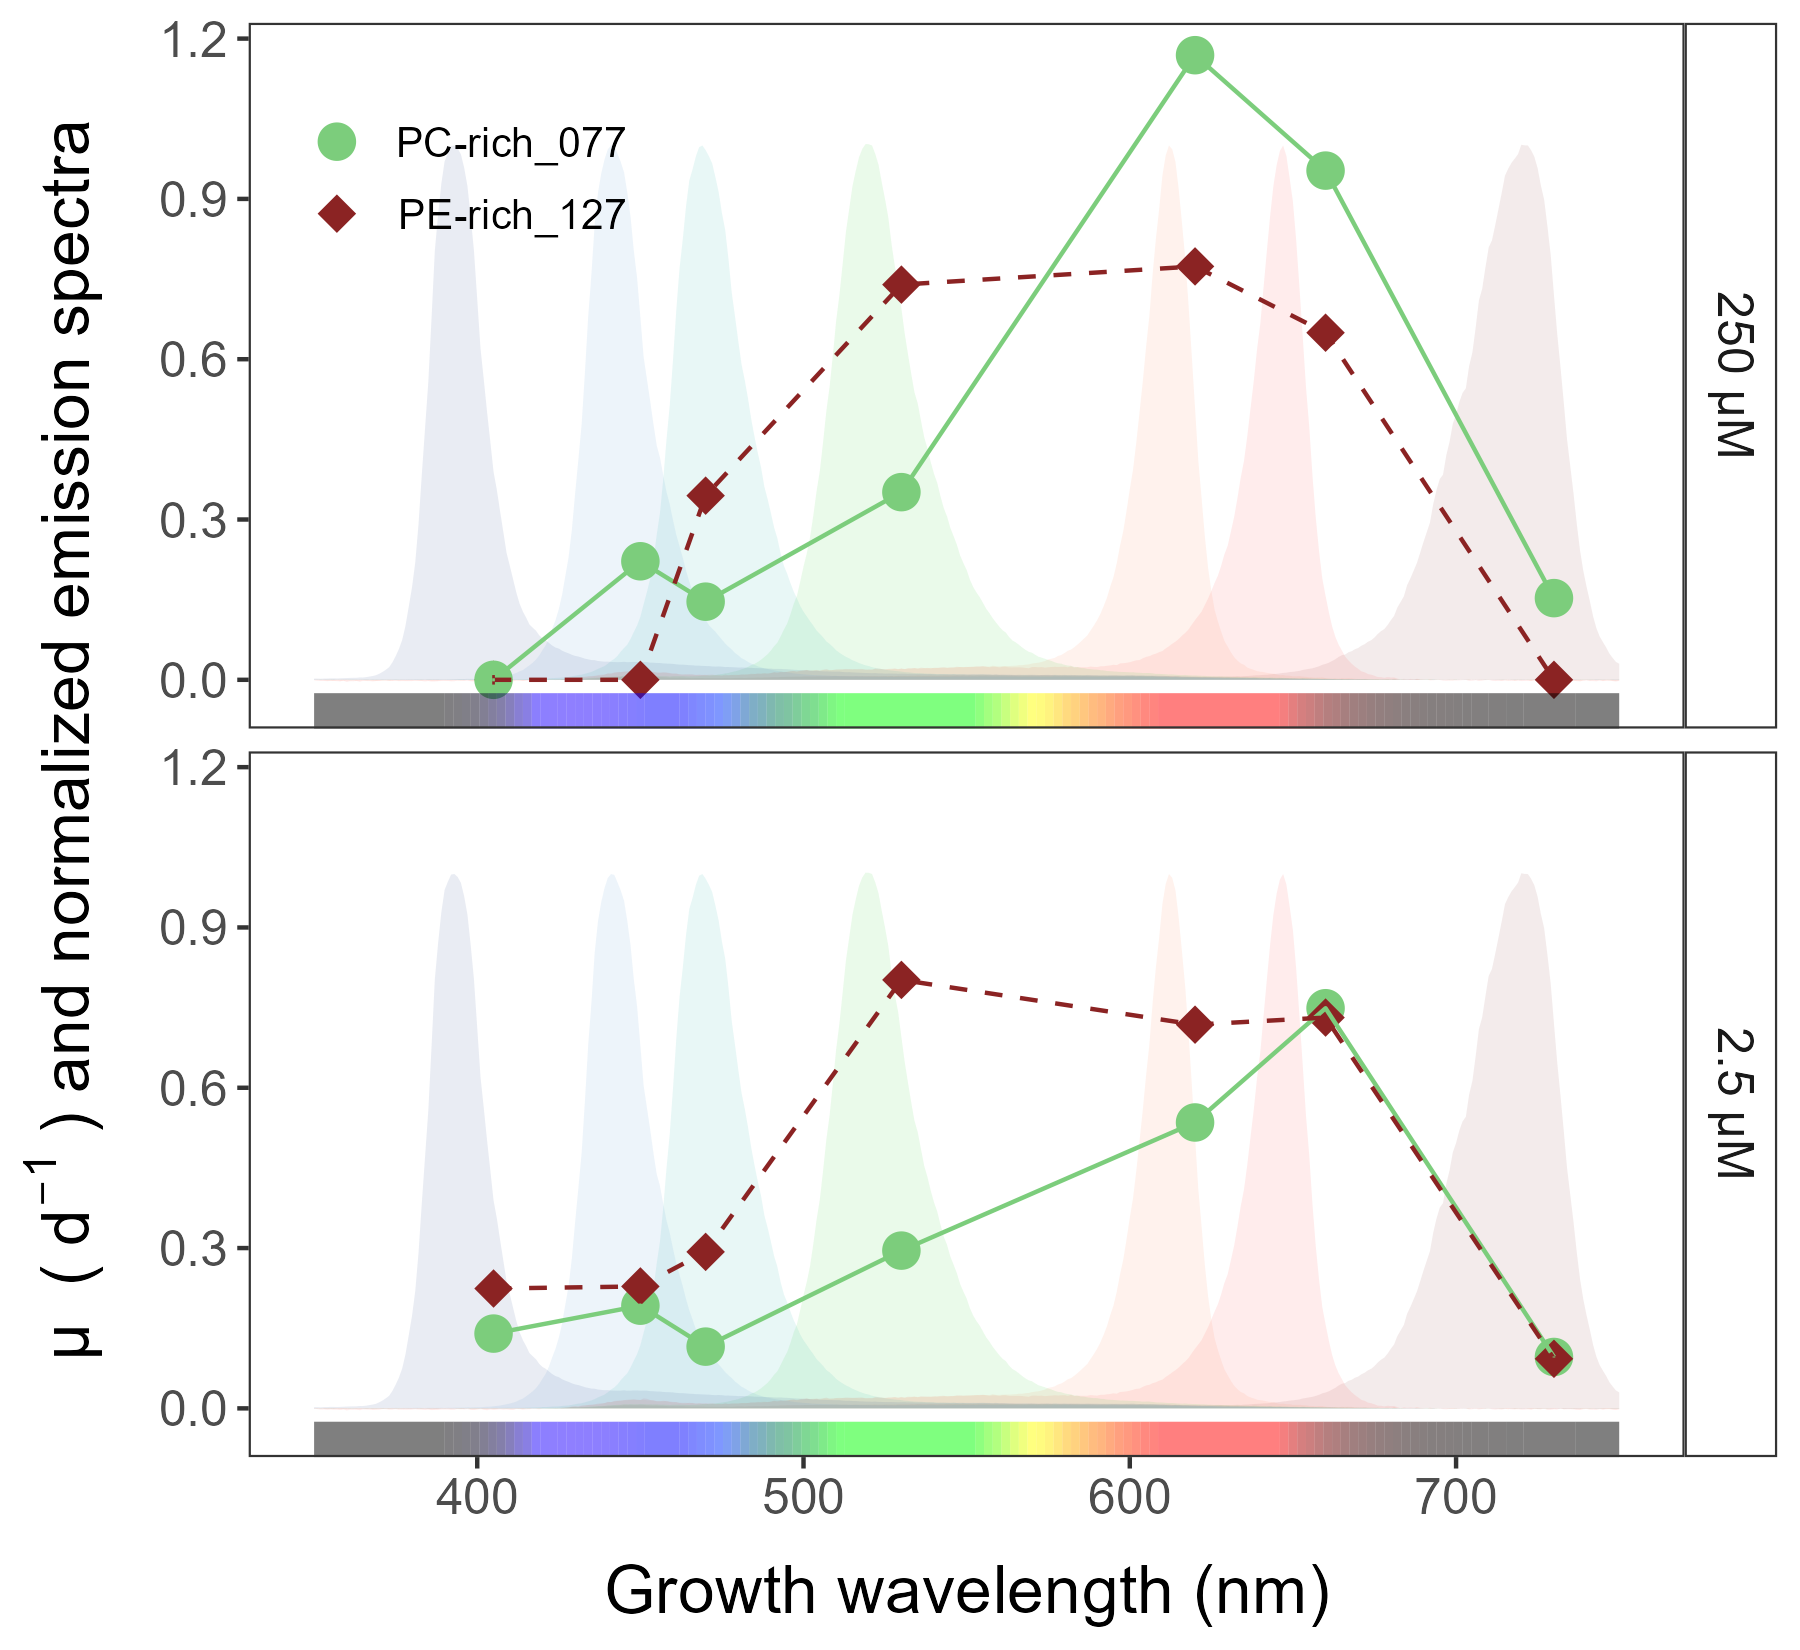 μ ( d⁻¹ ) and normalized emission spectra
1.2
0.9
0.6
0.3
0.0
PC-rich_077
PE-rich_127
250 μM
1.2
0.9
0.6
0.3
0.0
2.5 μM
400 500 600 700
Growth wavelength (nm)